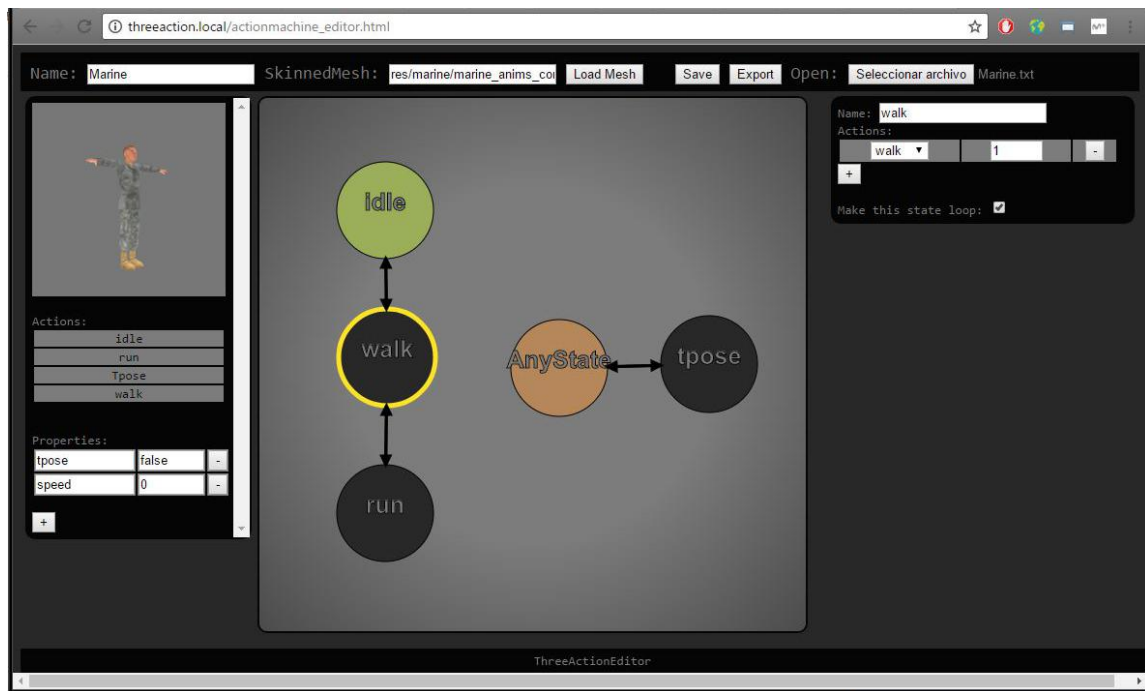 threeaction.local/actionmachine_editor.html
Name: Marine SkinnedMesh: res/marine/marine_anims_co Load Mesh Save Export Open: Seleccionar archivo Marine.txt
Actions:
idle
run
Tpose
walk
Properties:
tpose false -
speed 0 -
+
idle
walk
AnyState
tpose
run
Name: walk
Actions:
walk 1 -
+
Make this state loop:
ThreeActionEditor